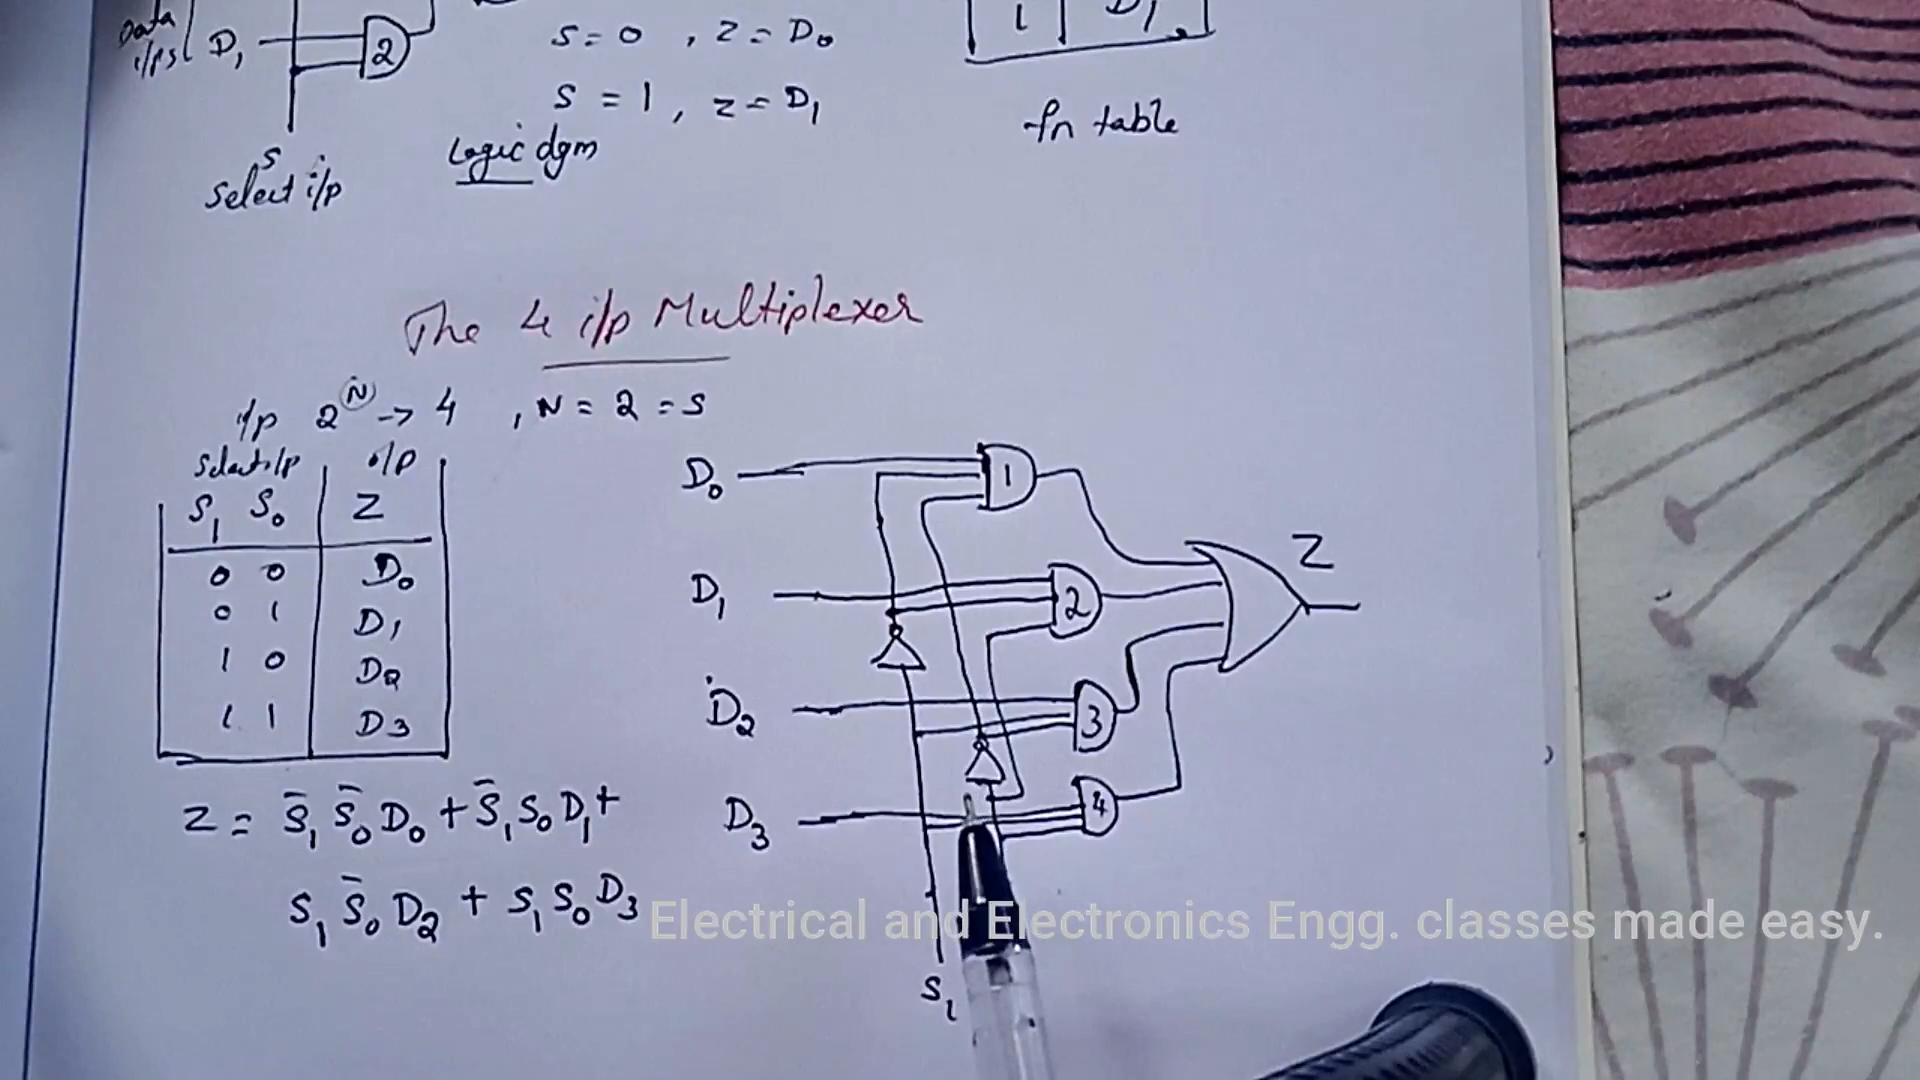 Data
i/ps
D₁
2
S = 0 , Z = D₀
S = 1 , Z = D₁
1 D₁
fn table
Logic dgm
S
Select i/p
The 4 i/p Multiplexer
i/p 2^N -> 4 , N = 2 = S
Select i/p o/p
S₁ S₀ Z
0 0 D₀
0 1 D₁
1 0 D₂
1 1 D₃
Z = S̄₁ S̄₀ D₀ + S̄₁ S₀ D₁ +
S₁ S̄₀ D₂ + S₁ S₀ D₃
D₀
1
D₁
2
D₂
3
D₃
4
Z
S₁
Electrical and Electronics Engg. classes made easy.